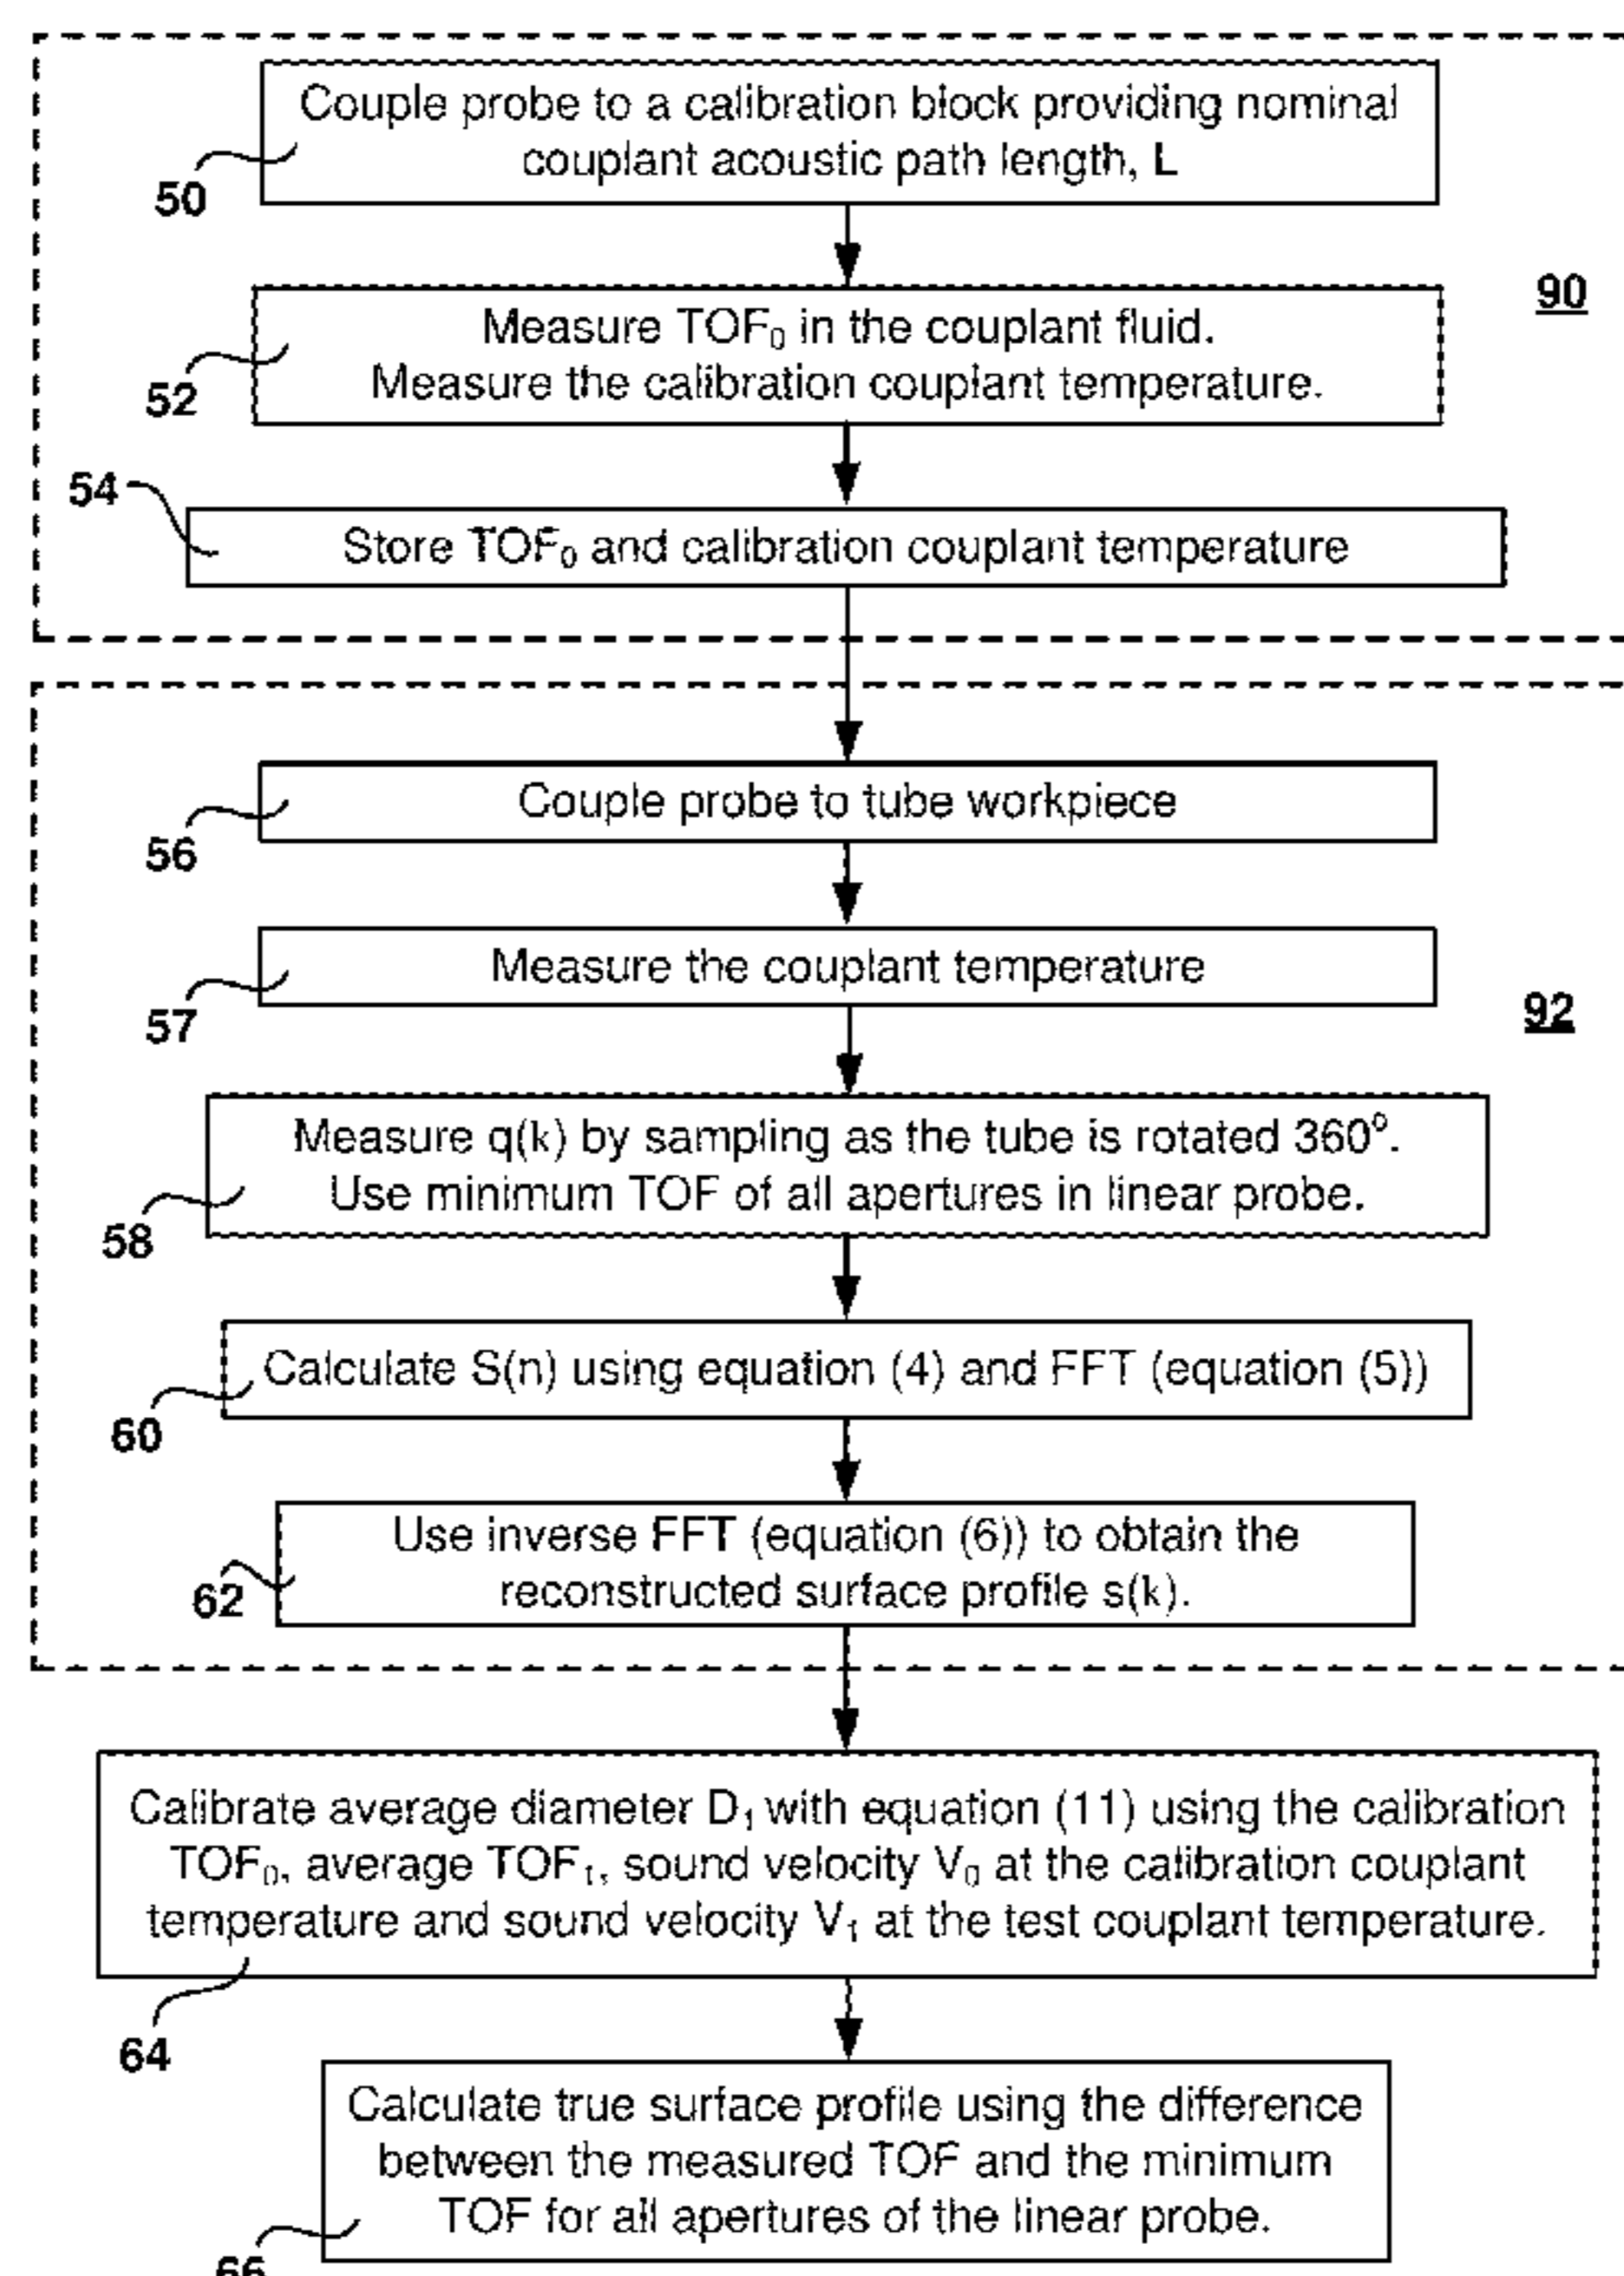 Couple probe to a calibration block providing nominal
couplant acoustic path length, L
50
90
Measure TOF₀ in the couplant fluid.
Measure the calibration couplant temperature.
52
54
Store TOF₀ and calibration couplant temperature
Couple probe to tube workpiece
56
Measure the couplant temperature
57
92
Measure q(k) by sampling as the tube is rotated 360º.
Use minimum TOF of all apertures in linear probe.
58
Calculate S(n) using equation (4) and FFT (equation (5))
60
Use inverse FFT (equation (6)) to obtain the
reconstructed surface profile s(k).
62
Calibrate average diameter D₁ with equation (11) using the calibration
TOF₀, average TOF₁, sound velocity V₀ at the calibration couplant
temperature and sound velocity V₁ at the test couplant temperature.
64
Calculate true surface profile using the difference
between the measured TOF and the minimum
TOF for all apertures of the linear probe.
66